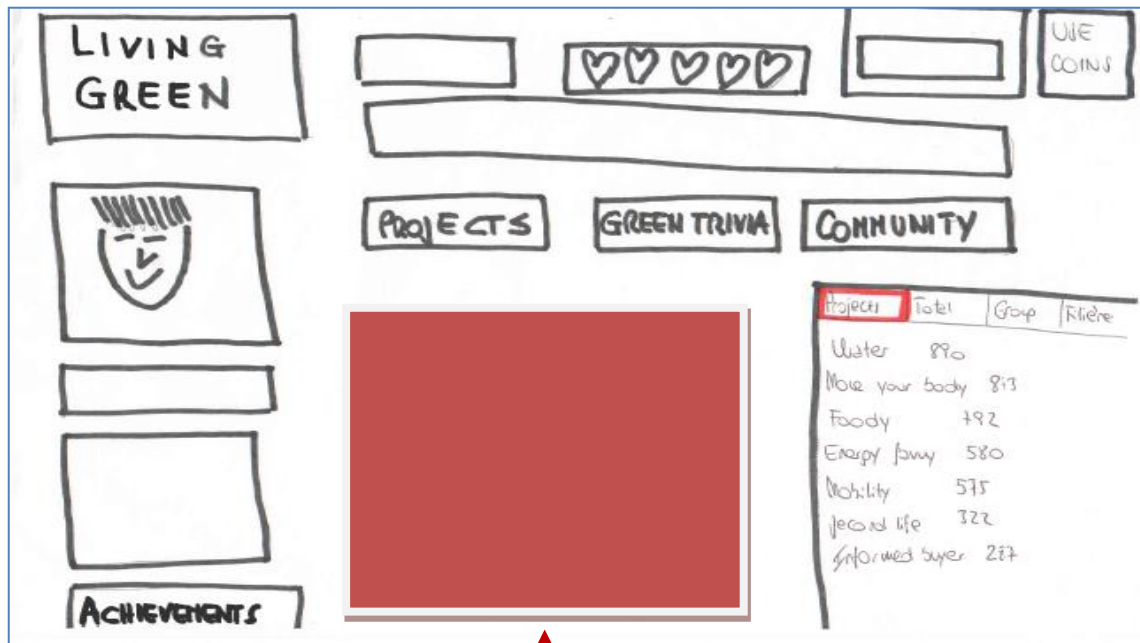 LIVING
GREEN
USE
COINS
PROJECTS
GREEN TRIVIA
COMMUNITY
Projects Total Group Filière
Water 890
Move your body 813
Foody 792
Energy
580
Mobility 575
second life 322
Informed buyer 287
ACHIEVEMENTS